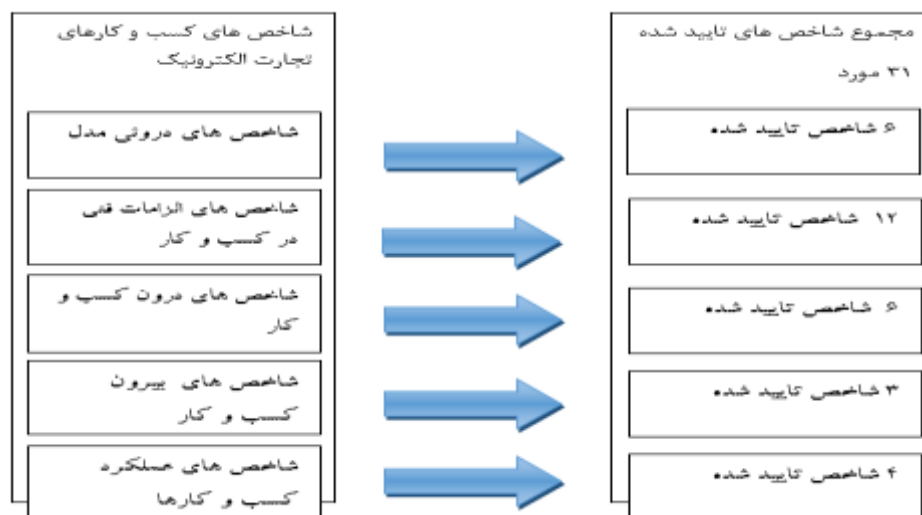 شاخص های کسب و کارهای
تجارت الکترونیک
شاخص های درونی مدل
شاخص های الزامات فنی
در کسب و کار
شاخص های درون کسب و
کار
شاخص های بیرون
کسب و کار
شاخص های عملکرد
کسب و کارها
مجموع شاخص های تایید شده
۳۱ مورد
۶ شاخص تایید شده
۱۲ شاخص تایید شده
۶ شاخص تایید شده
۳ شاخص تایید شده
۴ شاخص تایید شده